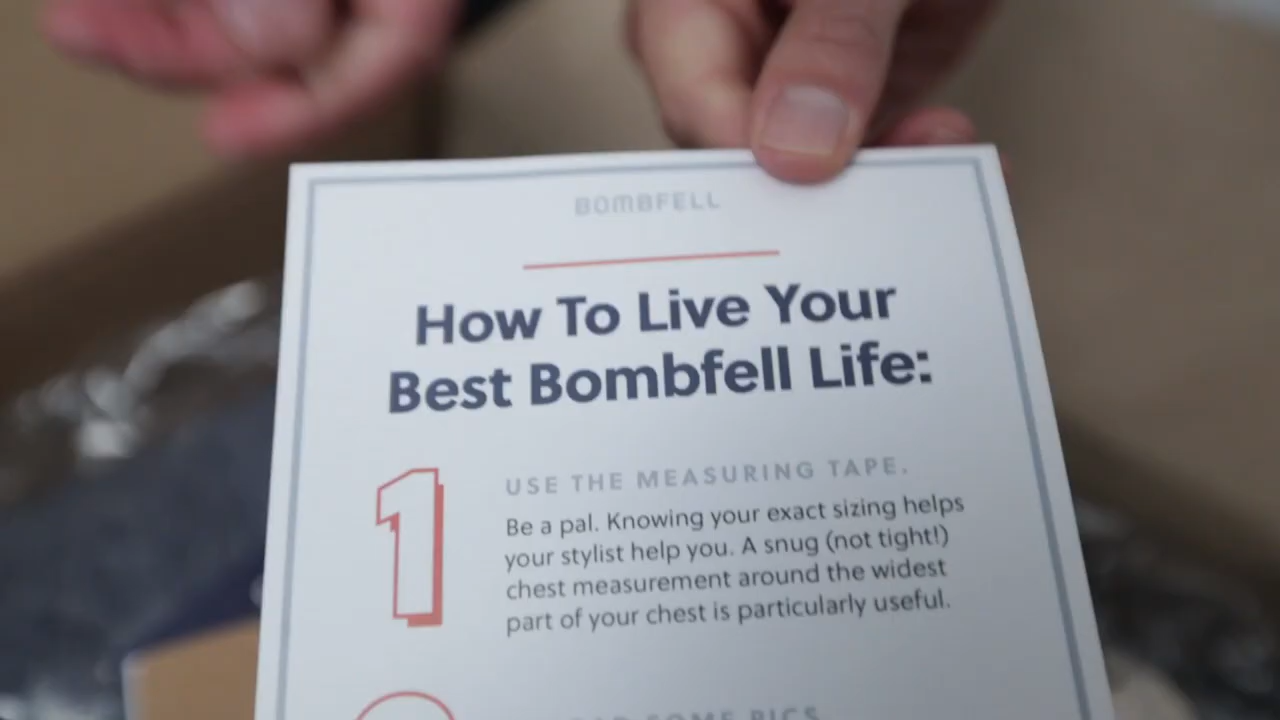 BOMBFELL
How To Live Your
Best Bombfell Life:
1
USE THE MEASURING TAPE.
Be a pal. Knowing your exact sizing helps
your stylist help you. A snug (not tight!)
chest measurement around the widest
part of your chest is particularly useful.
SOME PICS